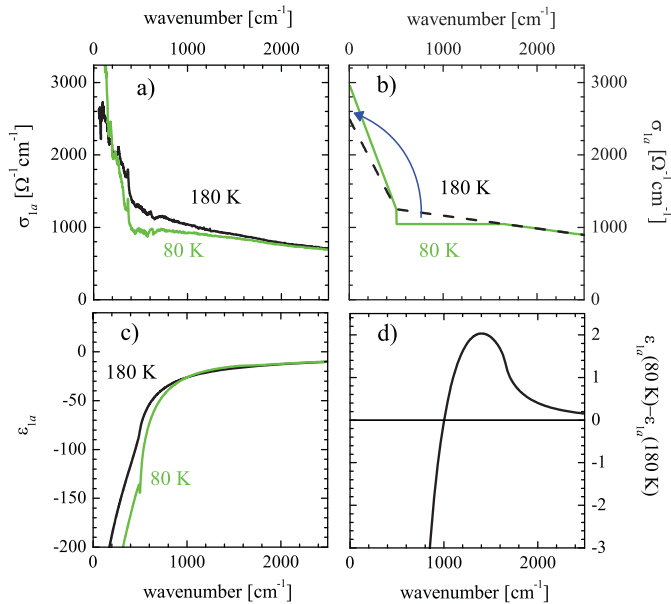 wavenumber [cm⁻¹]
wavenumber [cm⁻¹]
0 1000 2000
0 1000 2000
3000
2000
1000
0
σ₁ₐ [Ω⁻¹cm⁻¹]
a)
180 K
80 K
b)
180 K
80 K
3000
2000
1000
0
σ₁ₐ [Ω⁻¹cm⁻¹]
0
-50
-100
-150
-200
ε₁ₐ
c)
180 K
80 K
d)
2
1
0
-1
-2
-3
ε₁ₐ(80 K)–ε₁ₐ(180 K)
0 1000 2000
0 1000 2000
wavenumber [cm⁻¹]
wavenumber [cm⁻¹]